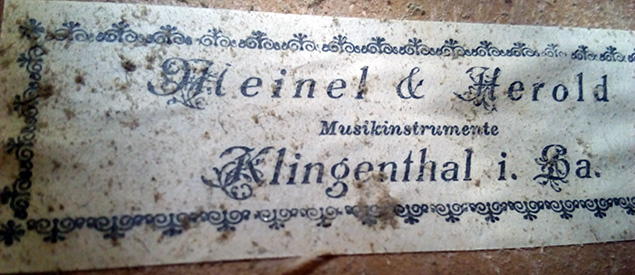 Meinel & Herold
Musikinstrumente
Klingenthal i. Sa.